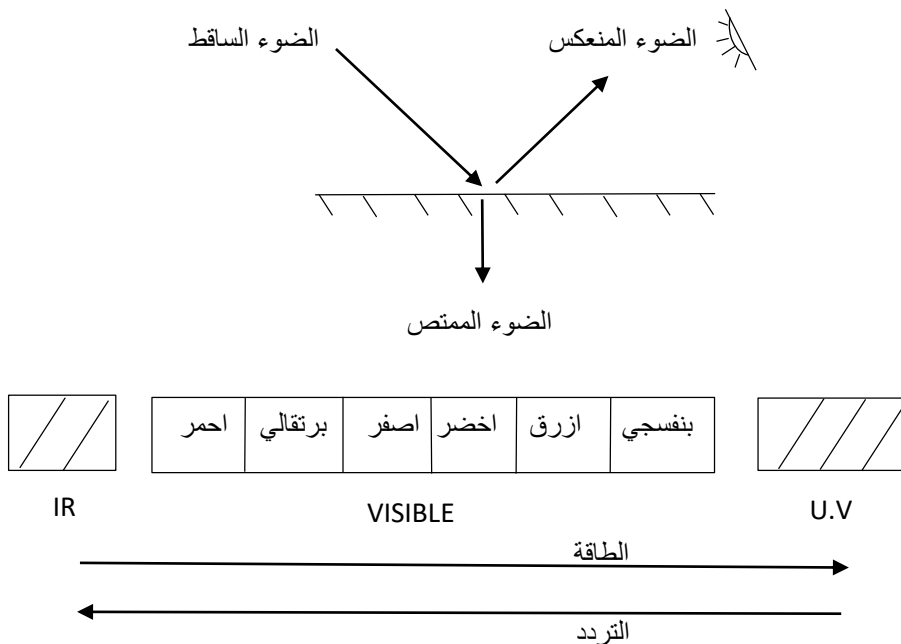 الضوء المنعكس الضوء الساقط
الضوء الممتص
احمر برتقالي اصفر اخضر ازرق بنفسجي
IR VISIBLE U.V
الطاقة
التردد